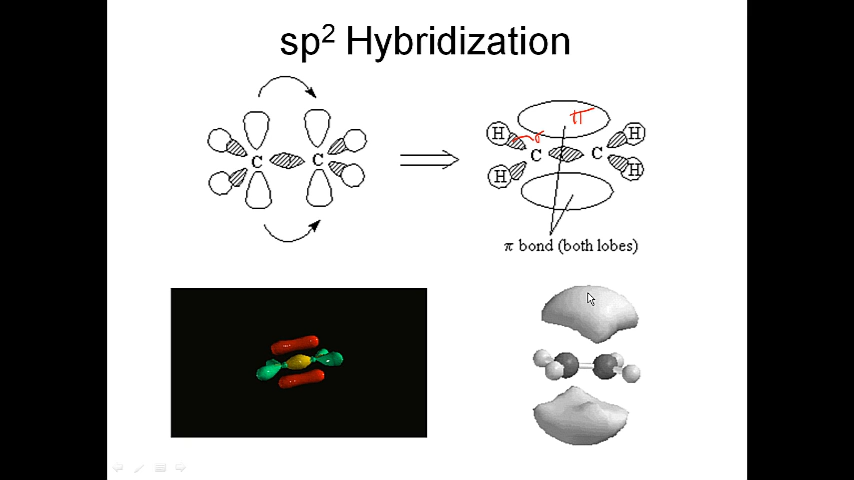 sp² Hybridization
C C
π
H σ H
C C
H H
π bond (both lobes)